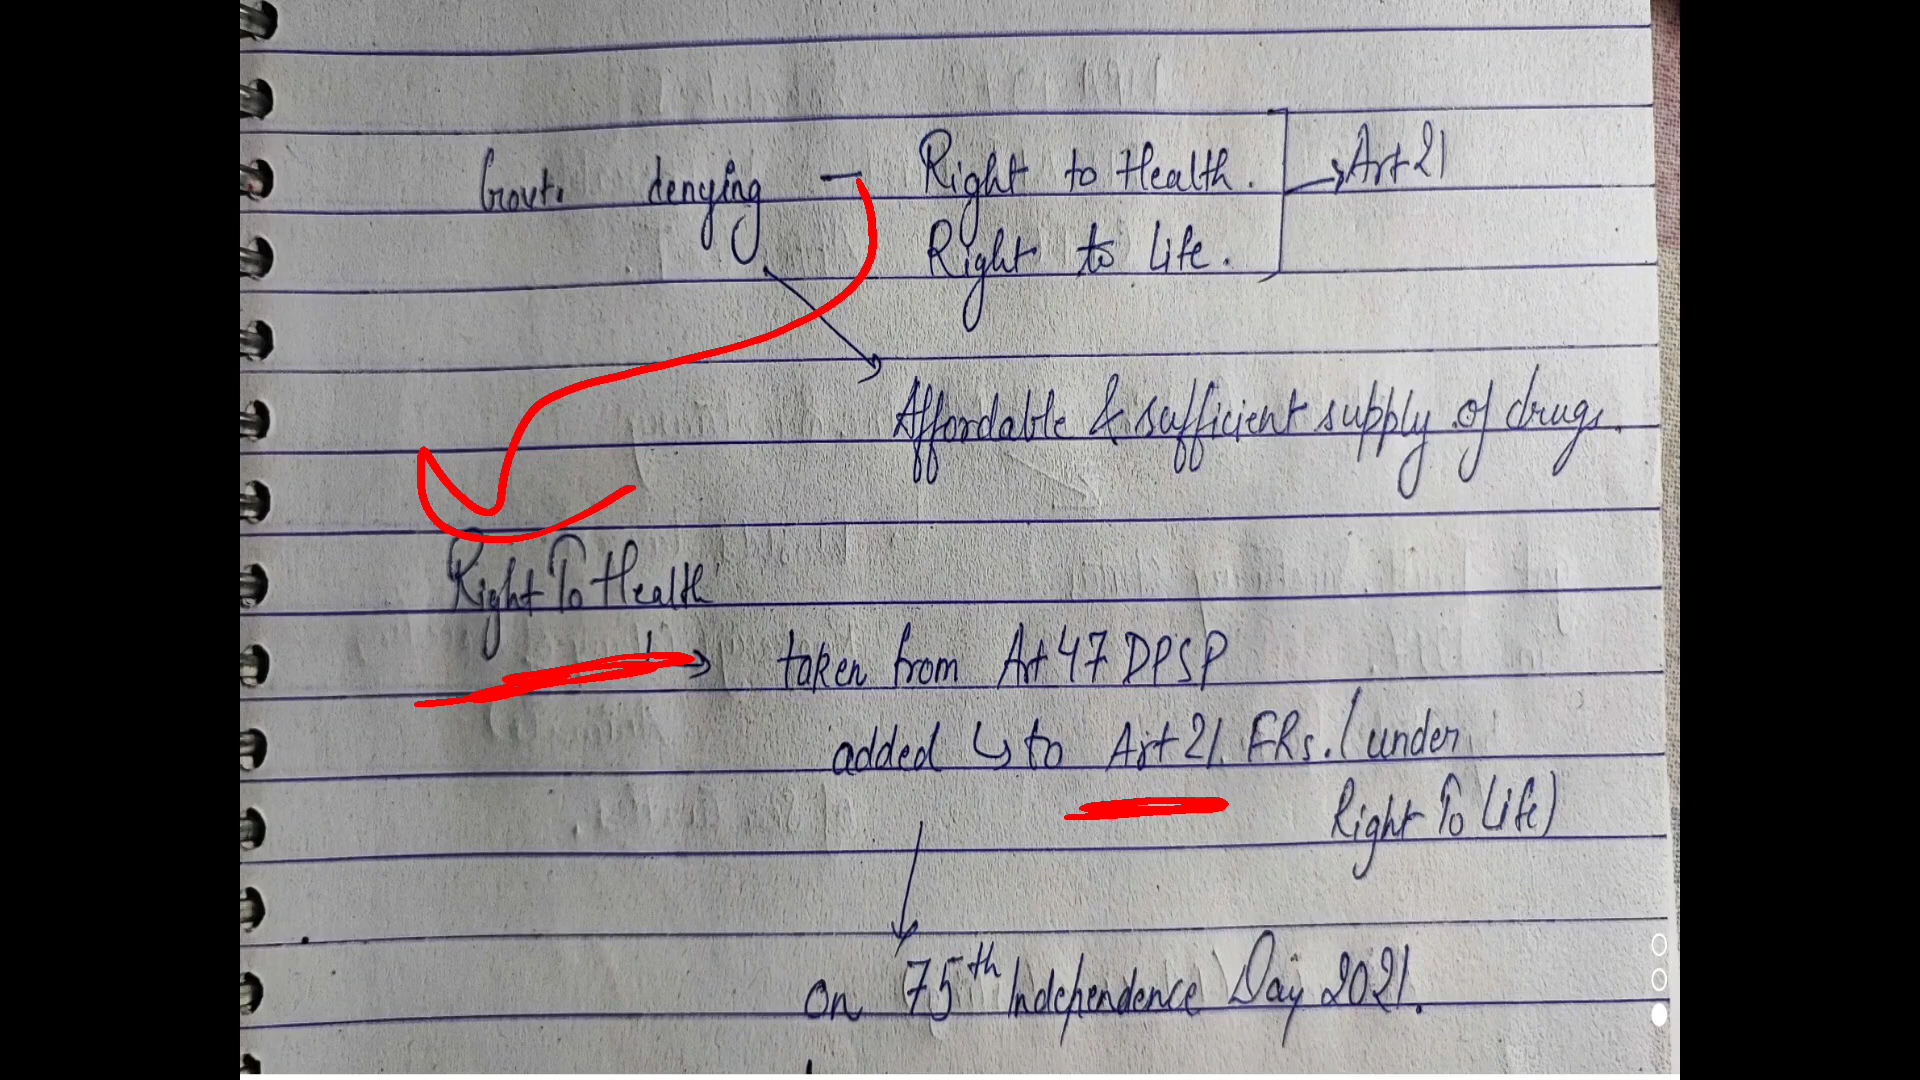 Govt. denying — Right to Health. → Art 21
Right to Life.
Affordable & sufficient supply of drugs.
Right To Health
→ taken from Art 47 DPSP
added ↳ to Art 21 FRs. (under
Right To Life)
on 75th Independence Day 2021.